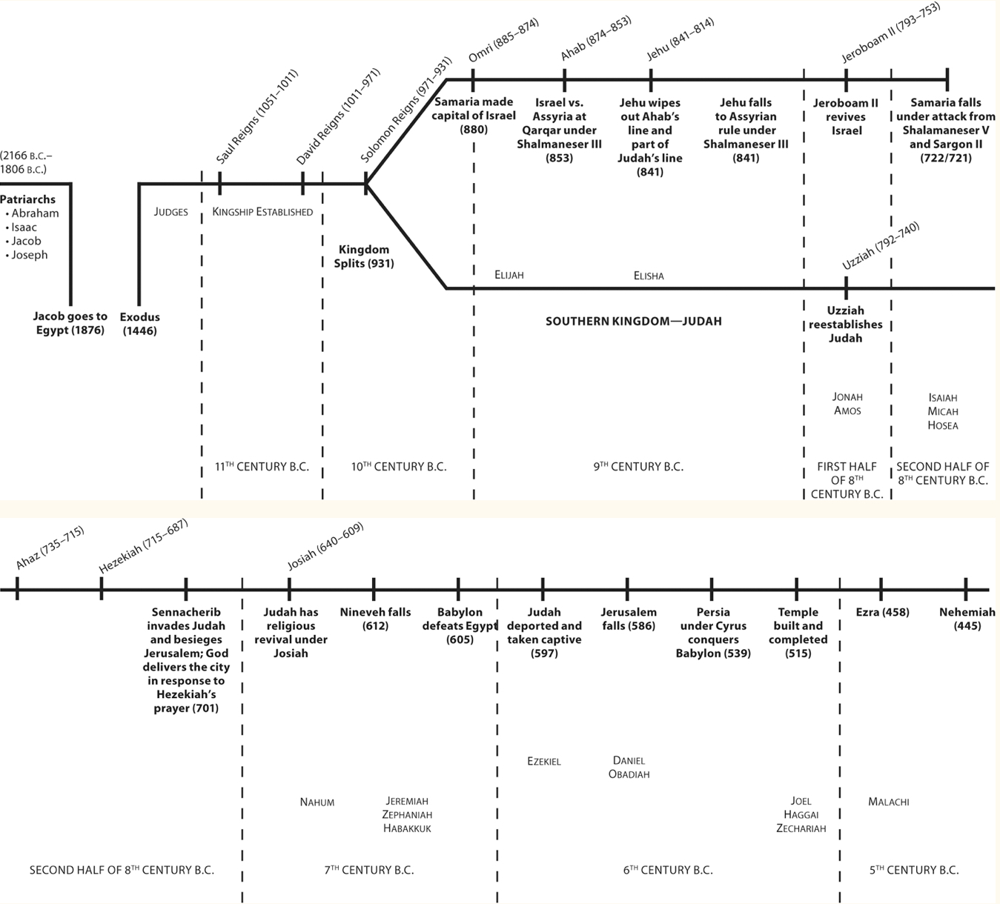 Omri (885–874)
Ahab (874–853)
Jehu (841–814)
Jeroboam II (793–753)
Saul Reigns (1051–1011)
David Reigns (1011–971)
Solomon Reigns (971–931)
Samaria made
capital of Israel
(880)
Israel vs.
Assyria at
Qarqar under
Shalmaneser III
(853)
Jehu wipes
out Ahab’s
line and
part of
Judah’s line
(841)
Jehu falls
to Assyrian
rule under
Shalmaneser III
(841)
Jeroboam II
revives
Israel
Samaria falls
under attack from
Shalamaneser V
and Sargon II
(722/721)
(2166 B.C.–
1806 B.C.)
Patriarchs
• Abraham
• Isaac
• Jacob
• Joseph
JUDGES
KINGSHIP ESTABLISHED
Kingdom
Splits (931)
Uzziah (792–740)
ELIJAH
ELISHA
Jacob goes to
Egypt (1876)
Exodus
(1446)
SOUTHERN KINGDOM—JUDAH
Uzziah
reestablishes
Judah
JONAH
AMOS
ISAIAH
MICAH
HOSEA
11TH CENTURY B.C.
10TH CENTURY B.C.
9TH CENTURY B.C.
FIRST HALF
OF 8TH
CENTURY B.C.
SECOND HALF OF
8TH CENTURY B.C.
Ahaz (735–715)
Hezekiah (715–687)
Josiah (640–609)
Sennacherib
invades Judah
and besieges
Jerusalem; God
delivers the city
in response to
Hezekiah’s
prayer (701)
Judah has
religious
revival under
Josiah
Nineveh falls
(612)
Babylon
defeats Egypt
(605)
Judah
deported and
taken captive
(597)
Jerusalem
falls (586)
Persia
under Cyrus
conquers
Babylon (539)
Temple
built and
completed
(515)
Ezra (458)
Nehemiah
(445)
EZEKIEL
DANIEL
OBADIAH
NAHUM
JEREMIAH
ZEPHANIAH
HABAKKUK
JOEL
HAGGAI
ZECHARIAH
MALACHI
SECOND HALF OF 8TH CENTURY B.C.
7TH CENTURY B.C.
6TH CENTURY B.C.
5TH CENTURY B.C.